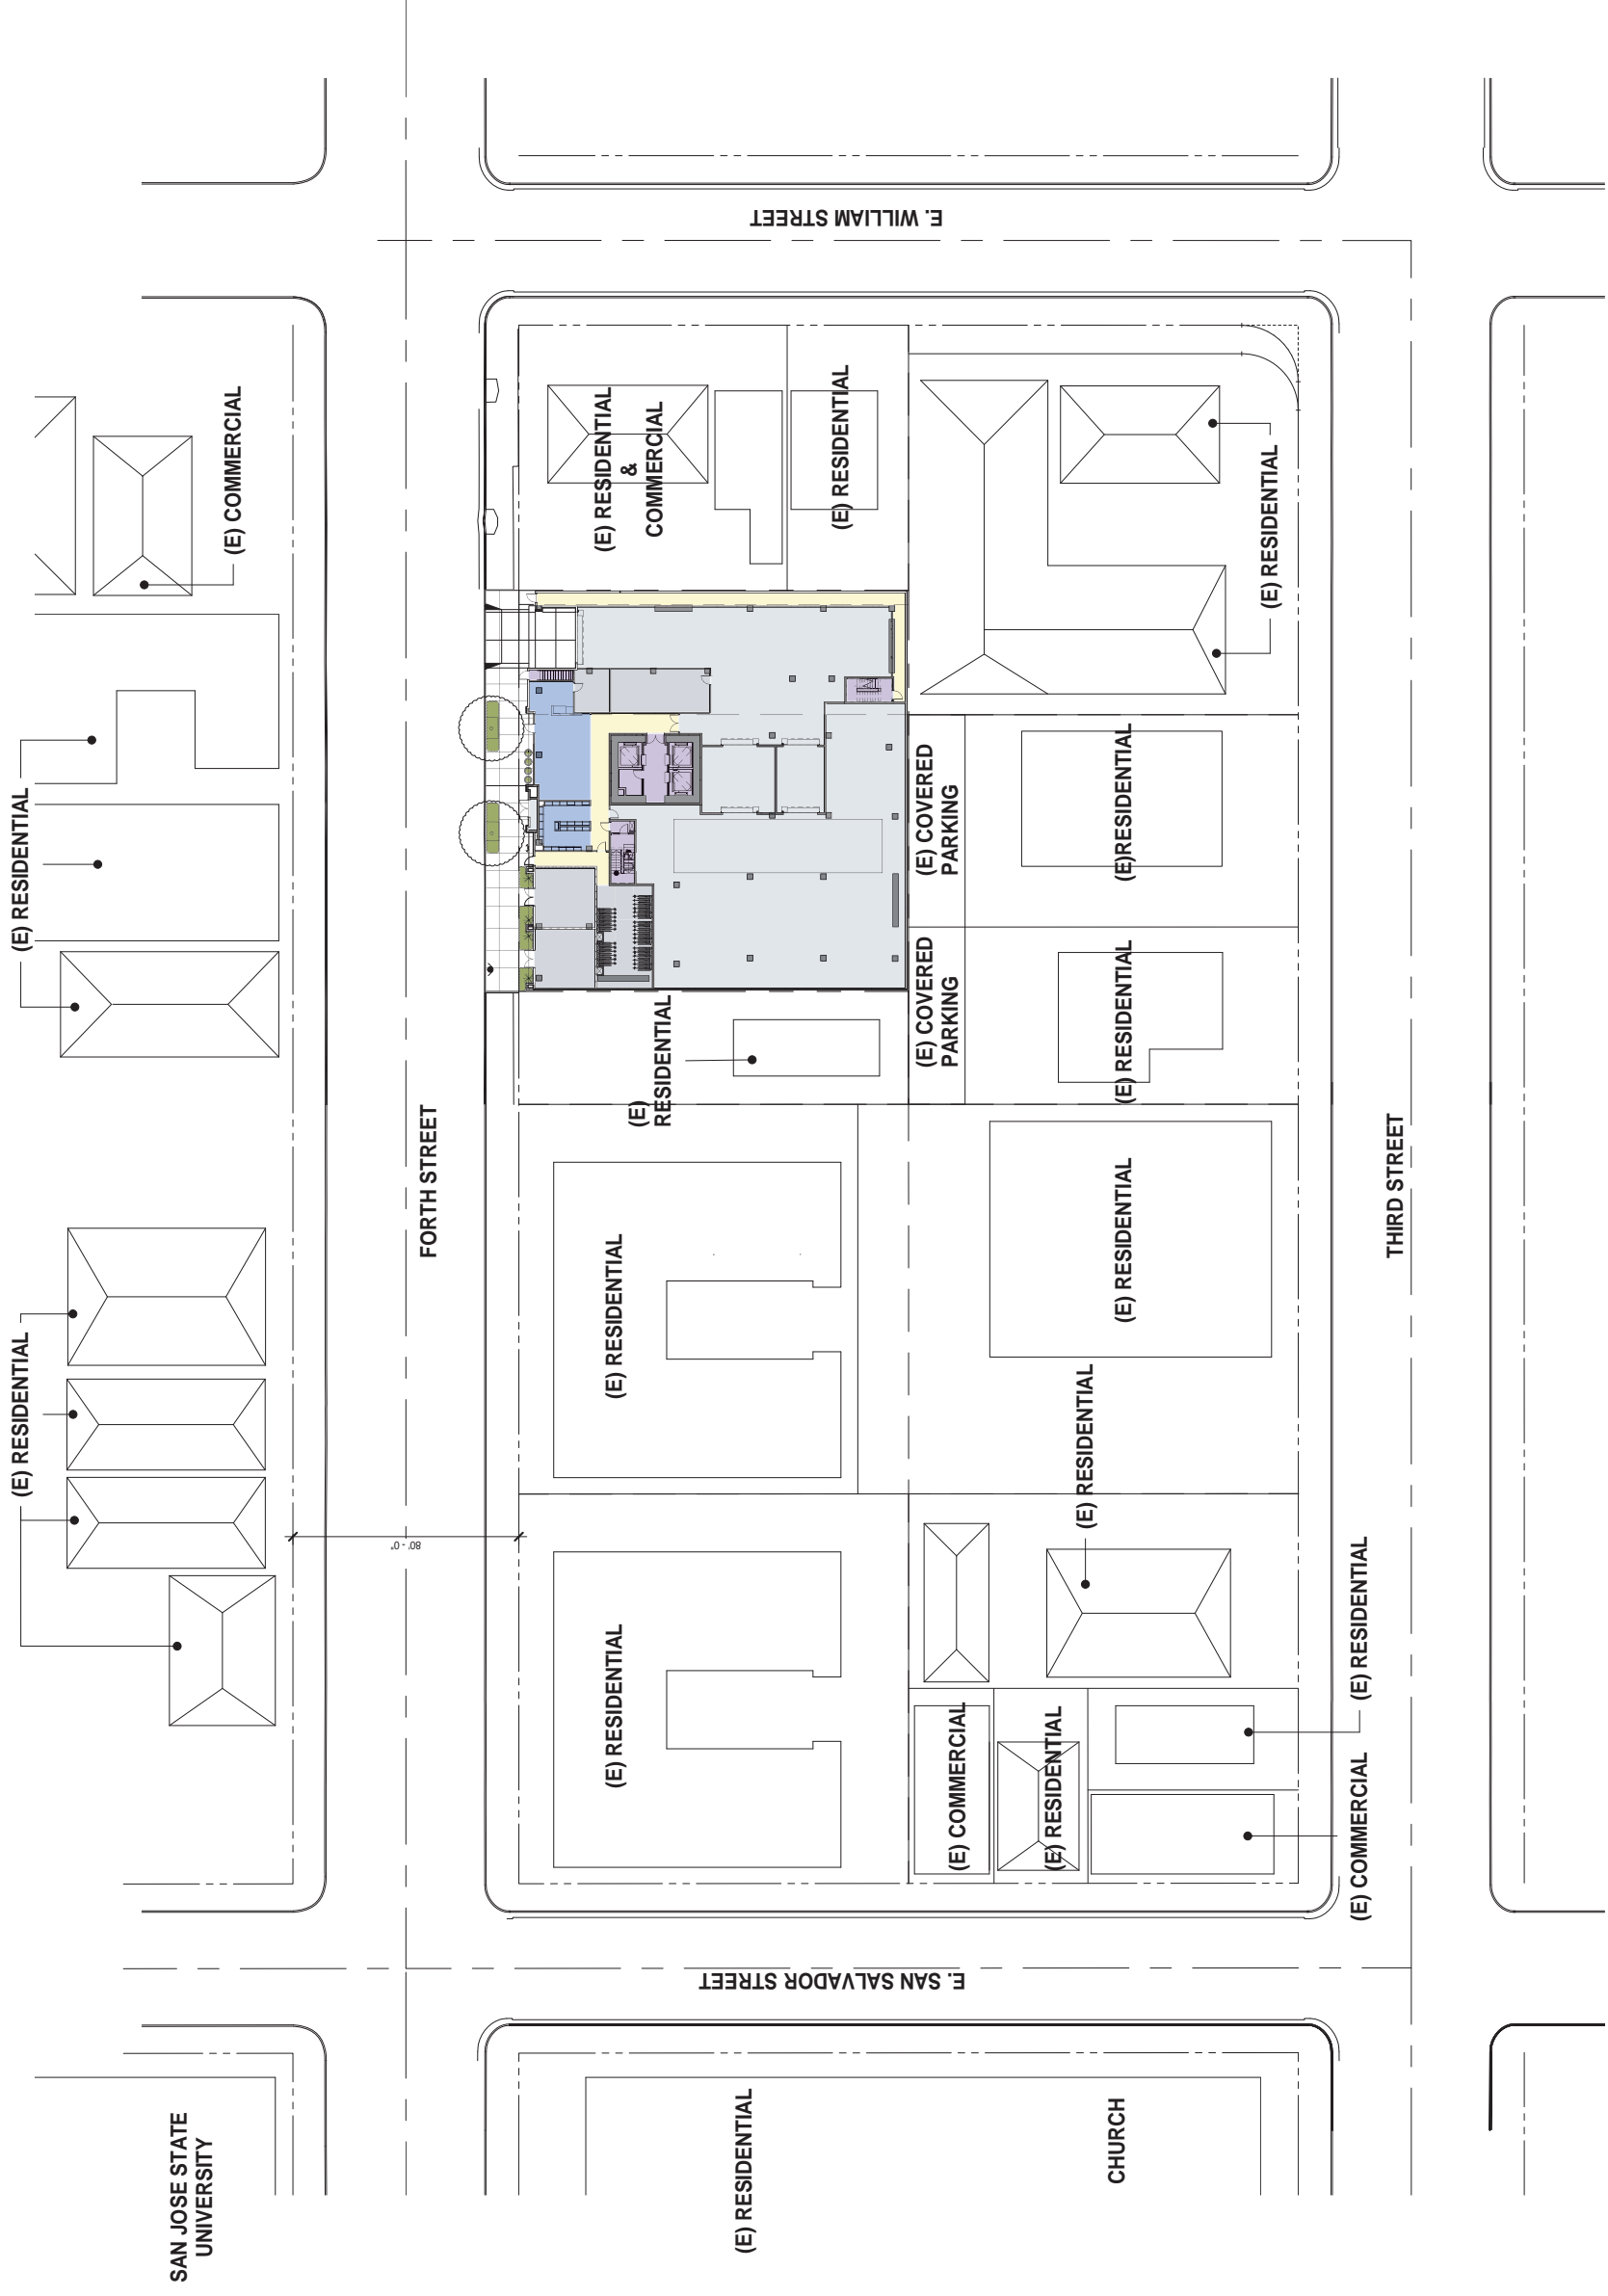 E. WILLIAM STREET
(E) COMMERCIAL
(E) RESIDENTIAL
&
COMMERCIAL
(E) RESIDENTIAL
(E) RESIDENTIAL
(E) RESIDENTIAL
(E) COVERED
PARKING
(E)RESIDENTIAL
(E) COVERED
PARKING
(E) RESIDENTIAL
(E)
RESIDENTIAL
FORTH STREET
THIRD STREET
(E) RESIDENTIAL
(E) RESIDENTIAL
(E) RESIDENTIAL
(E) RESIDENTIAL
80' - 0"
(E) RESIDENTIAL
(E) COMMERCIAL
(E) RESIDENTIAL
(E) RESIDENTIAL
(E) COMMERCIAL
E. SAN SALVADOR STREET
SAN JOSE STATE
UNIVERSITY
(E) RESIDENTIAL
CHURCH